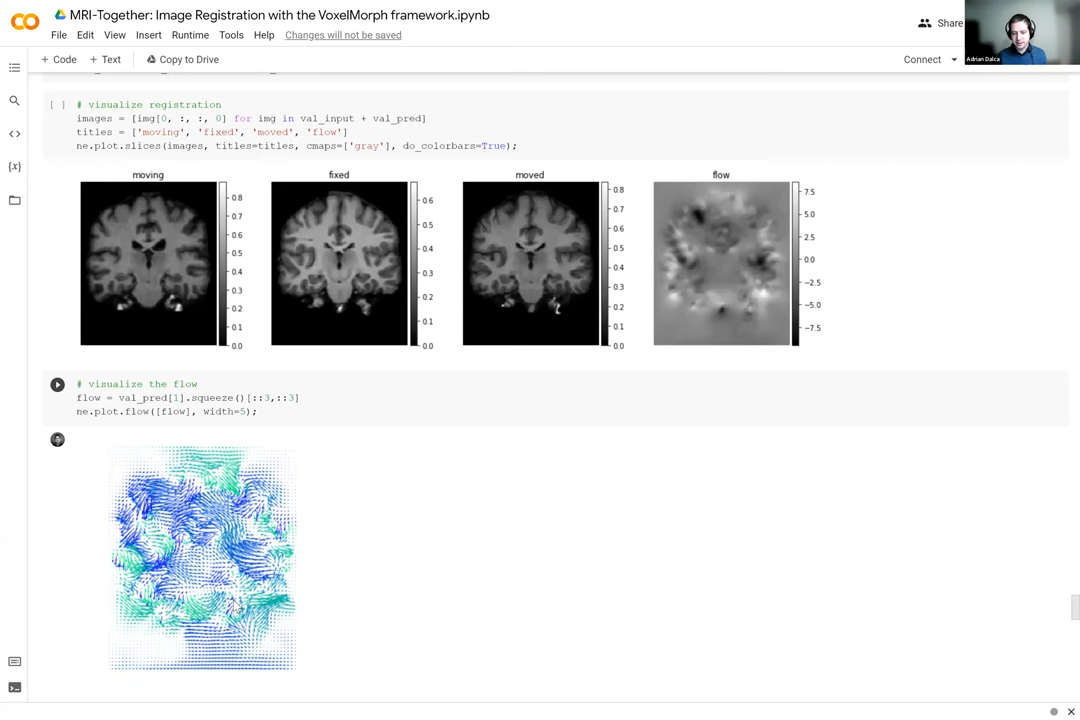 MRI-Together: Image Registration with the VoxelMorph framework.ipynb
File Edit View Insert Runtime Tools Help Changes will not be saved
Share
Adrian Dalca
+ Code + Text Copy to Drive
Connect
[ ] # visualize registration
images = [img[0, :, :, 0] for img in val_input + val_pred]
titles = ['moving', 'fixed', 'moved', 'flow']
ne.plot.slices(images, titles=titles, cmaps=['gray'], do_colorbars=True);
moving
0.8
0.7
0.6
0.5
0.4
0.3
0.2
0.1
0.0
fixed
0.6
0.5
0.4
0.3
0.2
0.1
0.0
moved
0.8
0.7
0.6
0.5
0.4
0.3
0.2
0.1
0.0
flow
7.5
5.0
2.5
0.0
−2.5
−5.0
−7.5
# visualize the flow
flow = val_pred[1].squeeze()[::3,::3]
ne.plot.flow([flow], width=5);